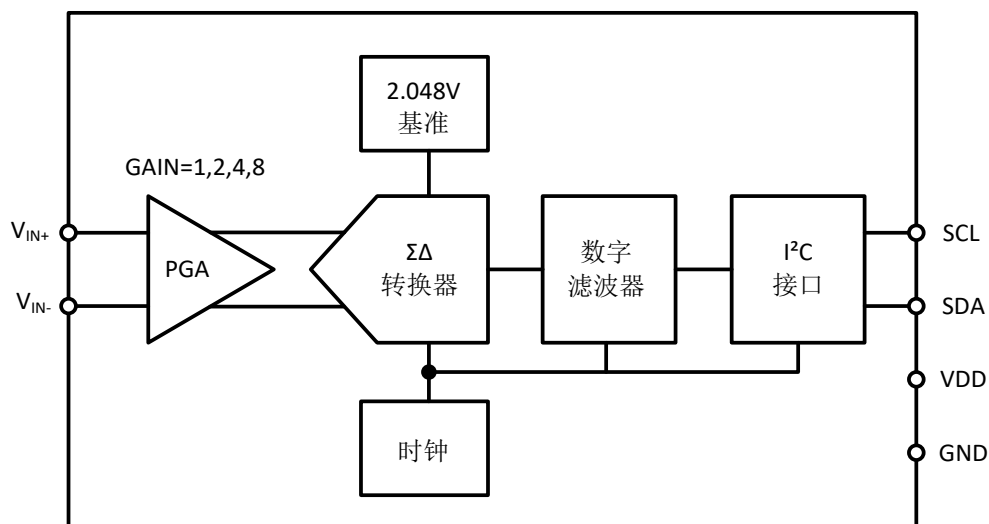 2.048V
基准
GAIN=1,2,4,8
VIN+
PGA
ΣΔ
转换器
数字
滤波器
I²C
接口
SCL
VIN-
SDA
VDD
时钟
GND